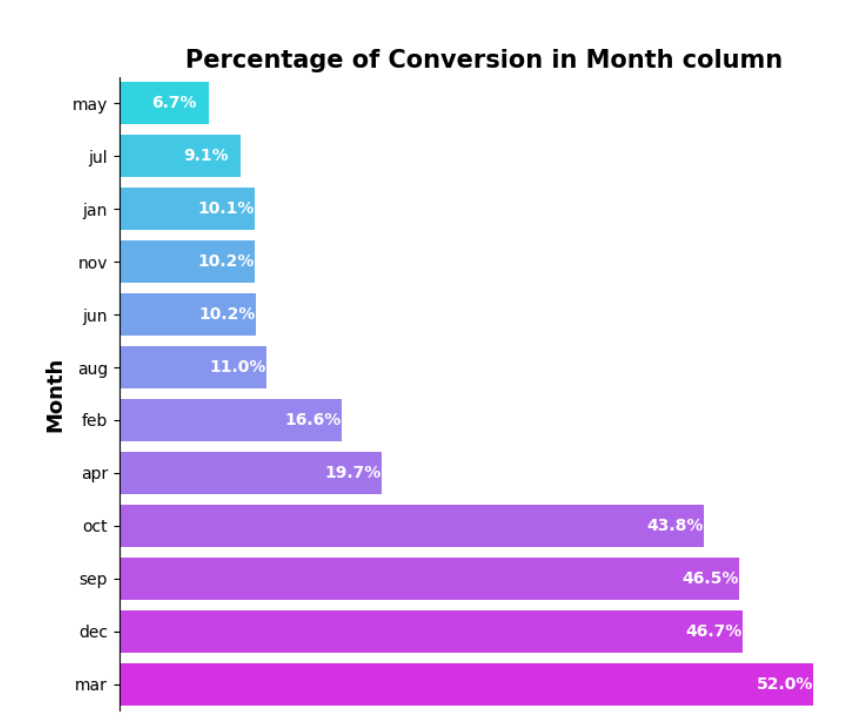 Percentage of Conversion in Month column
may 6.7%
jul 9.1%
jan 10.1%
nov 10.2%
jun 10.2%
aug 11.0%
Month
feb 16.6%
apr 19.7%
oct 43.8%
sep 46.5%
dec 46.7%
mar 52.0%